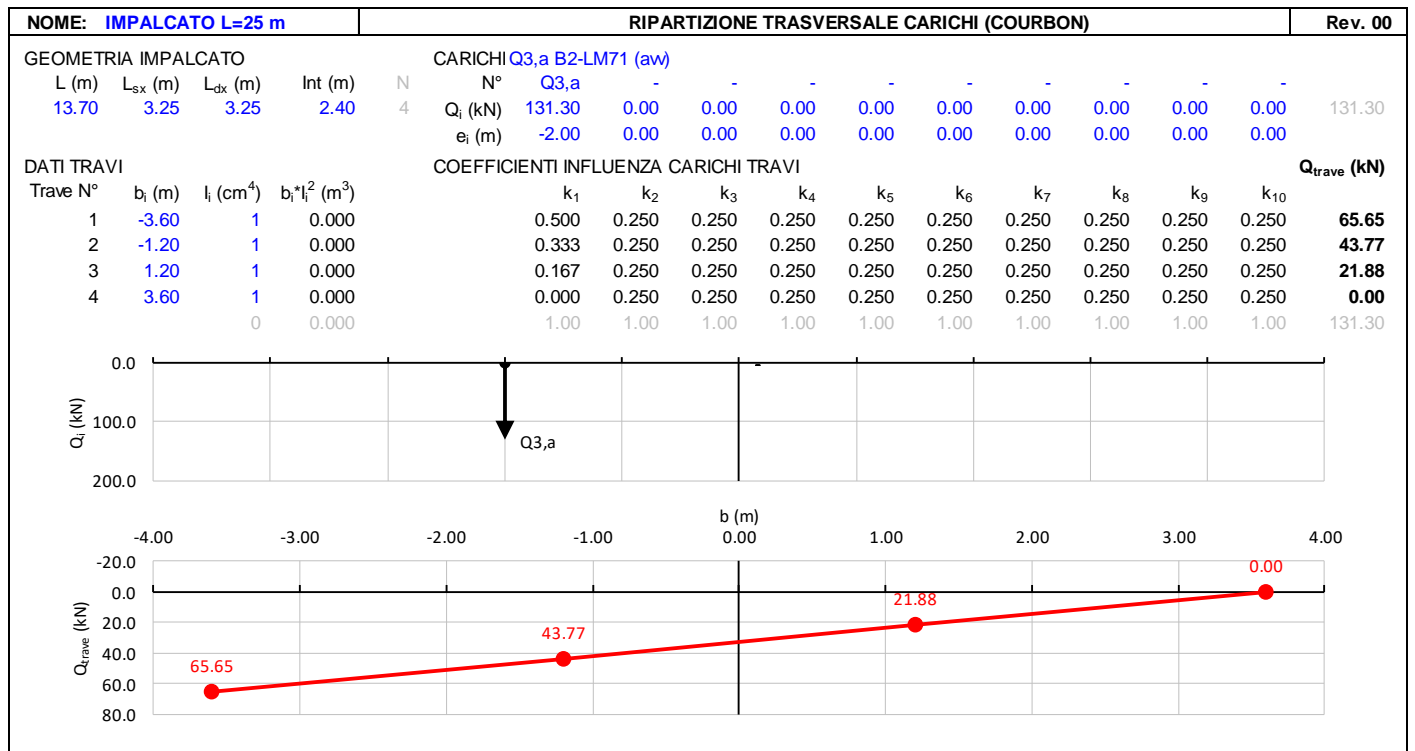 NOME: IMPALCATO L=25 m RIPARTIZIONE TRASVERSALE CARICHI (COURBON) Rev. 00
GEOMETRIA IMPALCATO CARICHI Q3,a B2-LM71 (avv)
L (m) Lsx (m) Ldx (m) Int (m) N N° Q3,a - - - - - - - - -
13.70 3.25 3.25 2.40 4 Qi (kN) 131.30 0.00 0.00 0.00 0.00 0.00 0.00 0.00 0.00 0.00 131.30
ei (m) -2.00 0.00 0.00 0.00 0.00 0.00 0.00 0.00 0.00 0.00
DATI TRAVI COEFFICIENTI INFLUENZA CARICHI TRAVI Qtrave (kN)
Trave N° bi (m) Ii (cm4) bi*Ii2 (m3) k1 k2 k3 k4 k5 k6 k7 k8 k9 k10
1 -3.60 1 0.000 0.500 0.250 0.250 0.250 0.250 0.250 0.250 0.250 0.250 0.250 65.65
2 -1.20 1 0.000 0.333 0.250 0.250 0.250 0.250 0.250 0.250 0.250 0.250 0.250 43.77
3 1.20 1 0.000 0.167 0.250 0.250 0.250 0.250 0.250 0.250 0.250 0.250 0.250 21.88
4 3.60 1 0.000 0.000 0.250 0.250 0.250 0.250 0.250 0.250 0.250 0.250 0.250 0.00
0 0.000 1.00 1.00 1.00 1.00 1.00 1.00 1.00 1.00 1.00 1.00 131.30
0.0
100.0
200.0
Qi (kN)
Q3,a
-
b (m)
-4.00 -3.00 -2.00 -1.00 0.00 1.00 2.00 3.00 4.00
-20.0
0.0
20.0
40.0
60.0
80.0
Qtrave (kN)
65.65
43.77
21.88
0.00